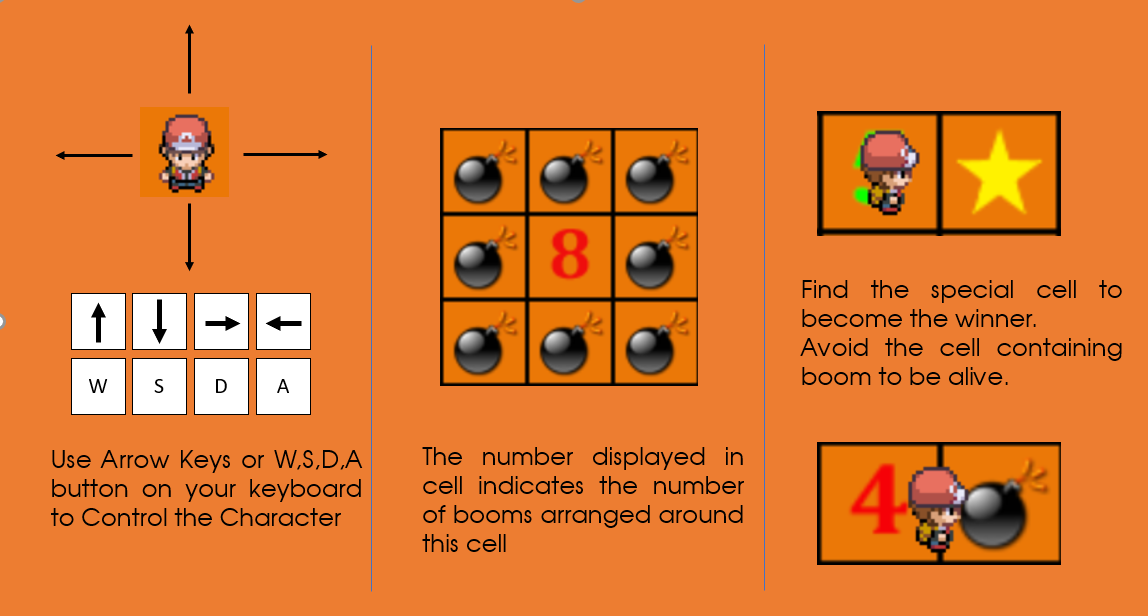 W S D A
Use Arrow Keys or W,S,D,A
button on your keyboard
to Control the Character
8
The number displayed in
cell indicates the number
of booms arranged around
this cell
Find the special cell to
become the winner.
Avoid the cell containing
boom to be alive.
4